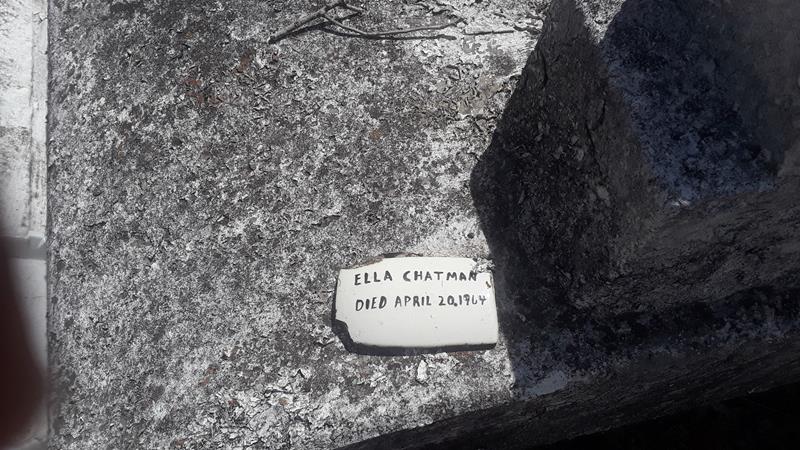 ELLA CHATMAN
DIED APRIL 20,1964